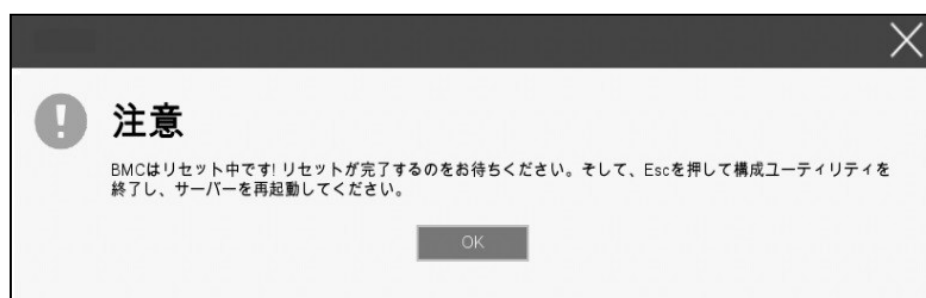 注意
BMCはリセット中です! リセットが完了するのをお待ちください。そして、Escを押して構成ユーティリティを
終了し、サーバーを再起動してください。
OK